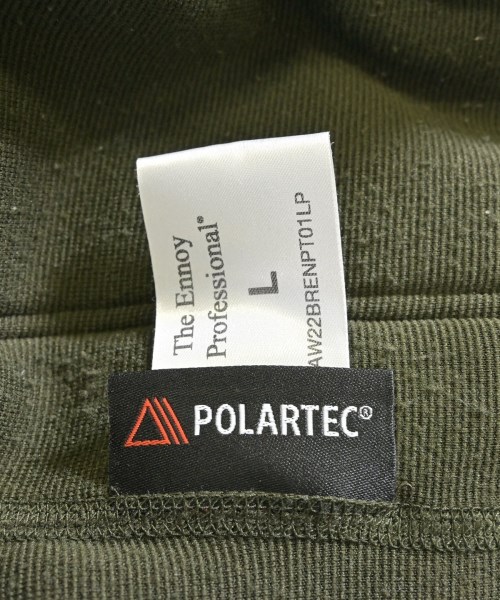 The Ennoy
Professional®
L
AW22BRENPT01LP
POLARTEC®